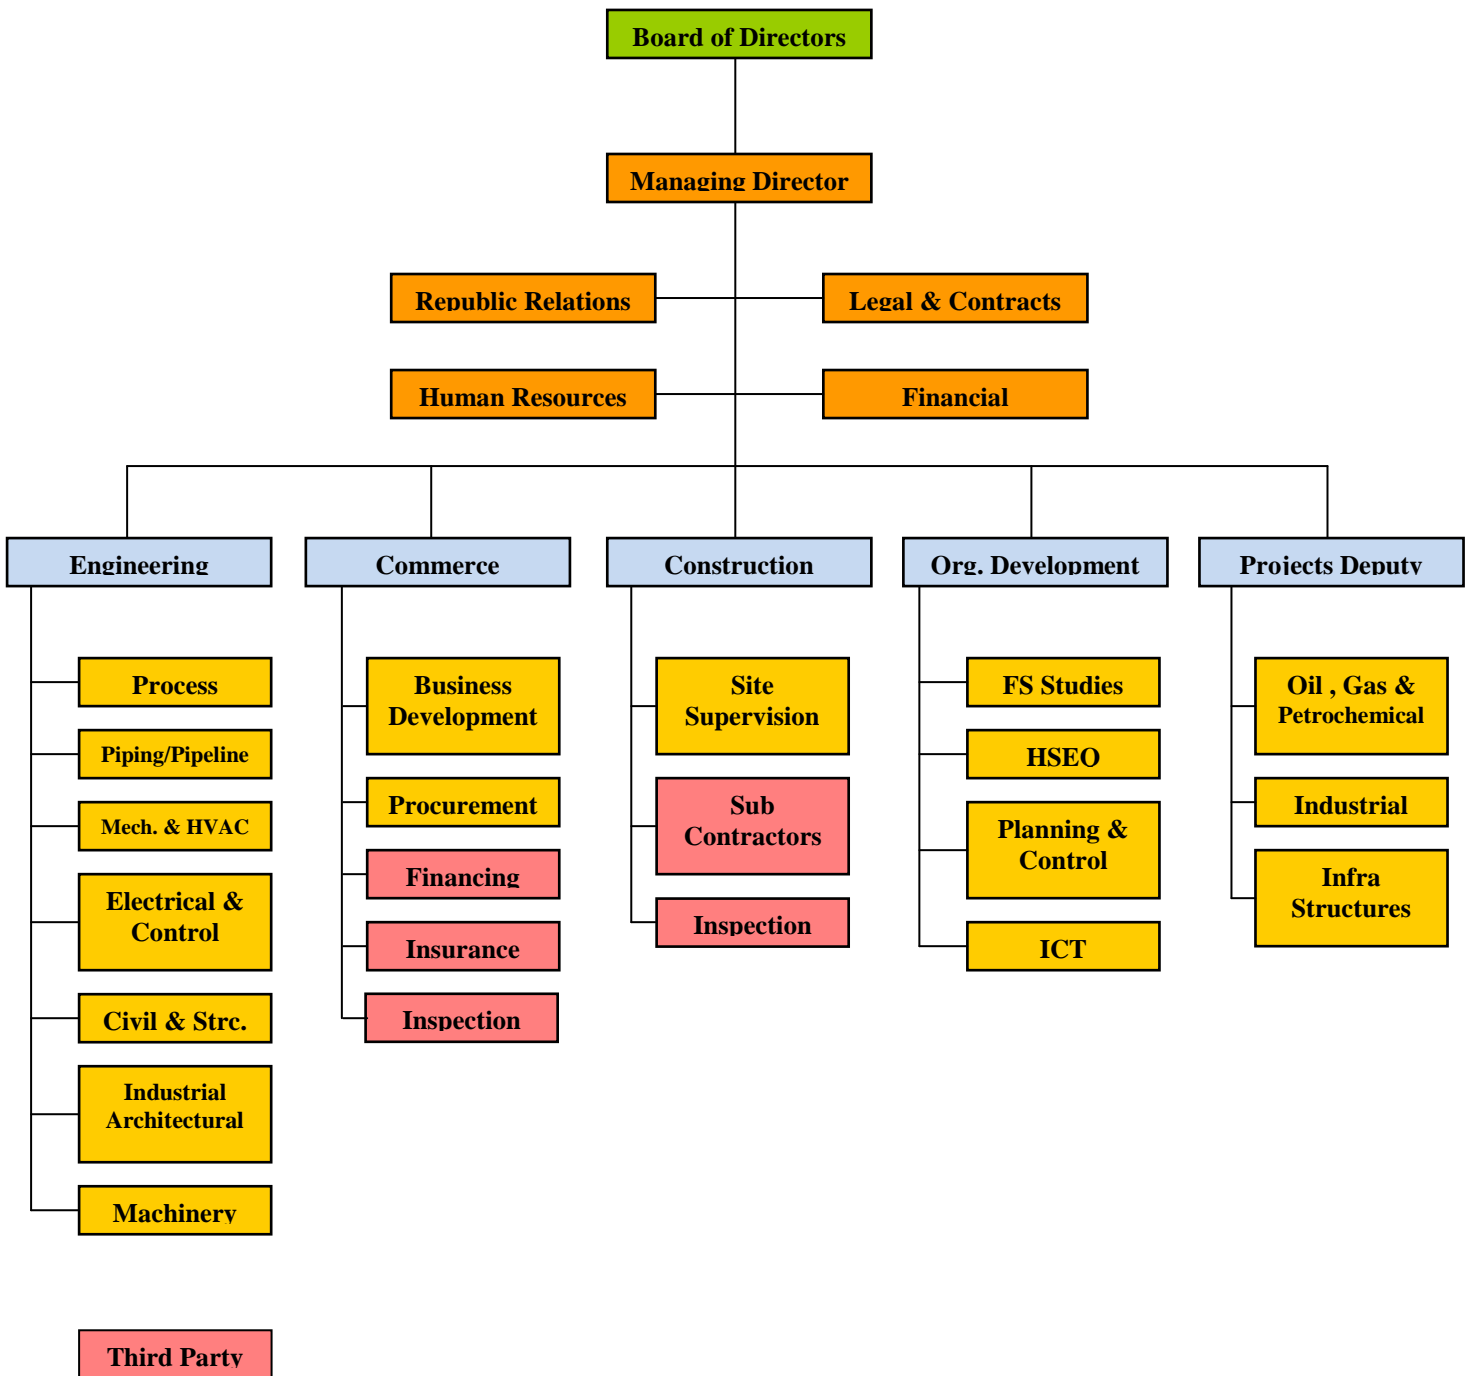 Board of Directors
Managing Director
Republic Relations
Legal & Contracts
Human Resources
Financial
Engineering
Commerce
Construction
Org. Development
Projects Deputy
Process
Piping/Pipeline
Mech. & HVAC
Electrical &
Control
Civil & Strc.
Industrial
Architectural
Machinery
Business
Development
Procurement
Financing
Insurance
Inspection
Site
Supervision
Sub
Contractors
Inspection
FS Studies
HSEO
Planning &
Control
ICT
Oil , Gas &
Petrochemical
Industrial
Infra
Structures
Third Party